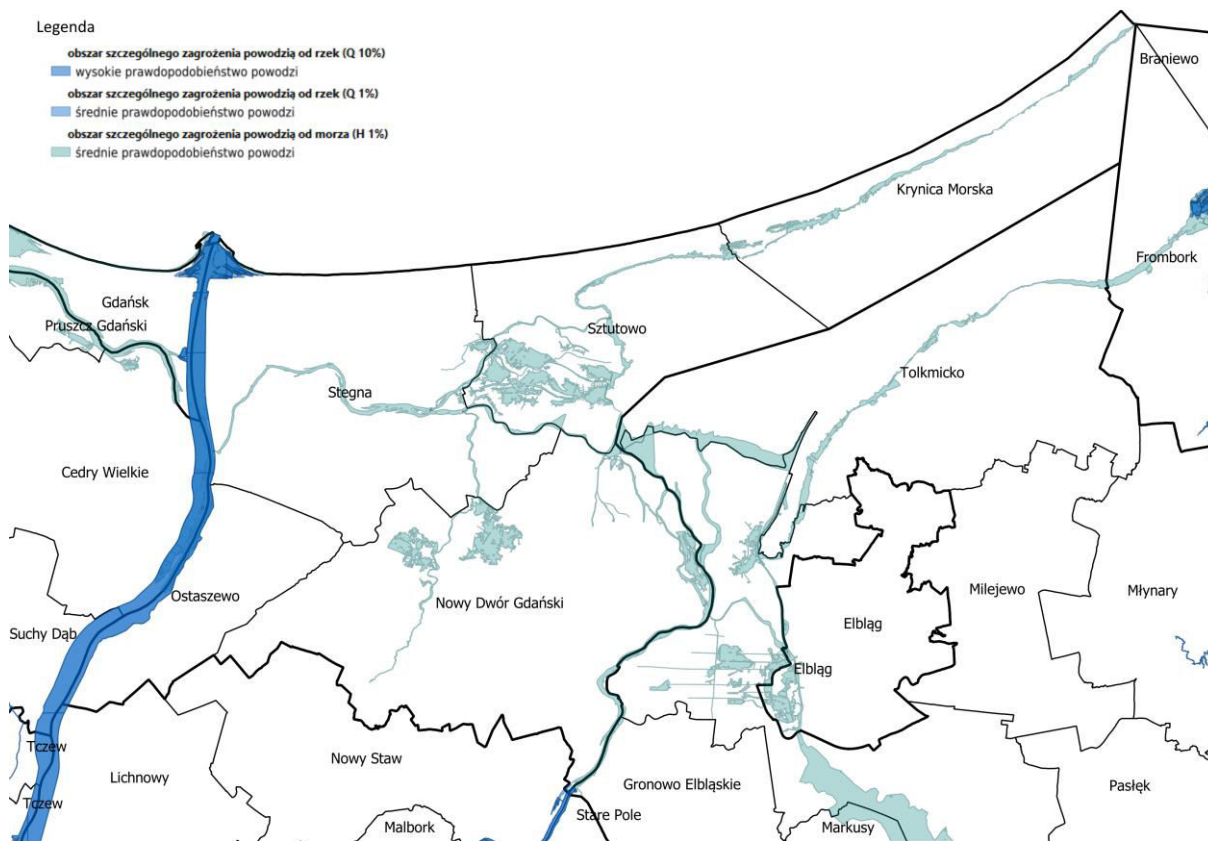 Legenda
obszar szczególnego zagrożenia powodzią od rzek (Q 10%)
wysokie prawdopodobieństwo powodzi
obszar szczególnego zagrożenia powodzią od rzek (Q 1%)
średnie prawdopodobieństwo powodzi
obszar szczególnego zagrożenia powodzią od morza (H 1%)
średnie prawdopodobieństwo powodzi
Braniewo
Krynica Morska
Frombork
Gdańsk
Pruszcz Gdański
Sztutowo
Tolkmicko
Stegna
Cedry Wielkie
Ostaszewo
Nowy Dwór Gdański
Milejewo
Młynary
Suchy Dąb
Elbląg
Elbląg
Tczew
Nowy Staw
Lichnowy
Gronowo Elbląskie
Pasłęk
Tczew
Stare Pole
Malbork
Markusy